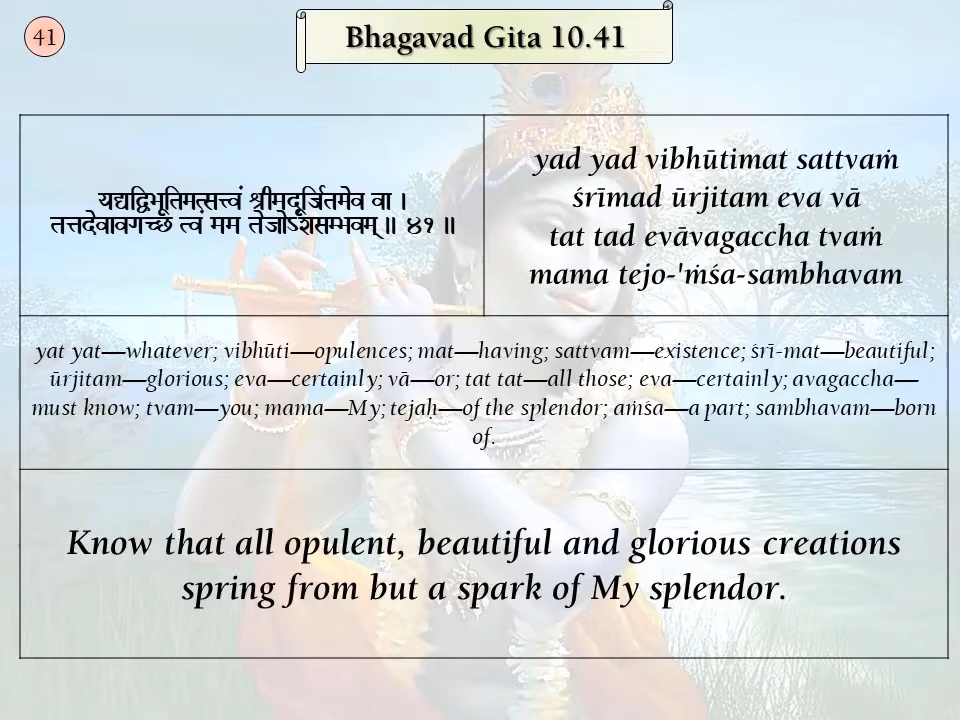 41
Bhagavad Gita 10.41
यद्यद्विभूतिमत्सत्त्वं श्रीमदूर्जितमेव वा ।
तत्तदेवावगच्छ त्वं मम तेजोंऽशसम्भवम् ॥ ४१ ॥
yad yad vibhūtimat sattvaṁ
śrīmad ūrjitam eva vā
tat tad evāvagaccha tvaṁ
mama tejo-'ṁśa-sambhavam
yat yat—whatever; vibhūti—opulences; mat—having; sattvam—existence; śrī-mat—beautiful;
ūrjitam—glorious; eva—certainly; vā—or; tat tat—all those; eva—certainly; avagaccha—
must know; tvam—you; mama—My; tejaḥ—of the splendor; aṁśa—a part; sambhavam—born
of.
Know that all opulent, beautiful and glorious creations
spring from but a spark of My splendor.